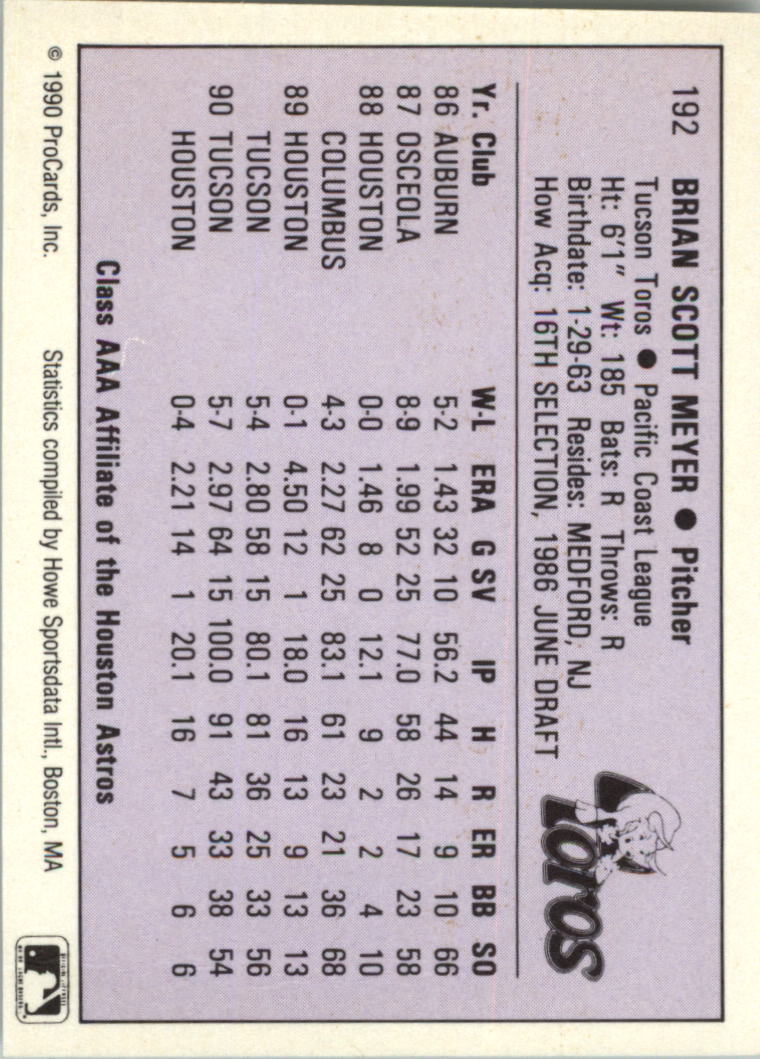 192 BRIAN SCOTT MEYER ● Pitcher
Tucson Toros ● Pacific Coast League
Ht: 6'1" Wt: 185 Bats: R Throws: R
Birthdate: 1-29-63 Resides: MEDFORD, NJ
How Acq: 16TH SELECTION, 1986 JUNE DRAFT
Toros
Yr. Club W-L ERA G SV IP H R ER BB SO
86 AUBURN 5-2 1.43 32 10 56.2 44 14 9 10 66
87 OSCEOLA 8-9 1.99 52 25 77.0 58 26 17 23 58
88 HOUSTON 0-0 1.46 8 0 12.1 9 2 2 4 10
COLUMBUS 4-3 2.27 62 25 83.1 61 23 21 36 68
89 HOUSTON 0-1 4.50 12 1 18.0 16 13 9 13 13
TUCSON 5-4 2.80 58 15 80.1 81 36 25 33 56
90 TUCSON 5-7 2.97 64 15 100.0 91 43 33 38 54
HOUSTON 0-4 2.21 14 1 20.1 16 7 5 6 6
Class AAA Affiliate of the Houston Astros
© 1990 ProCards, Inc. Statistics compiled by Howe Sportsdata Intl., Boston, MA